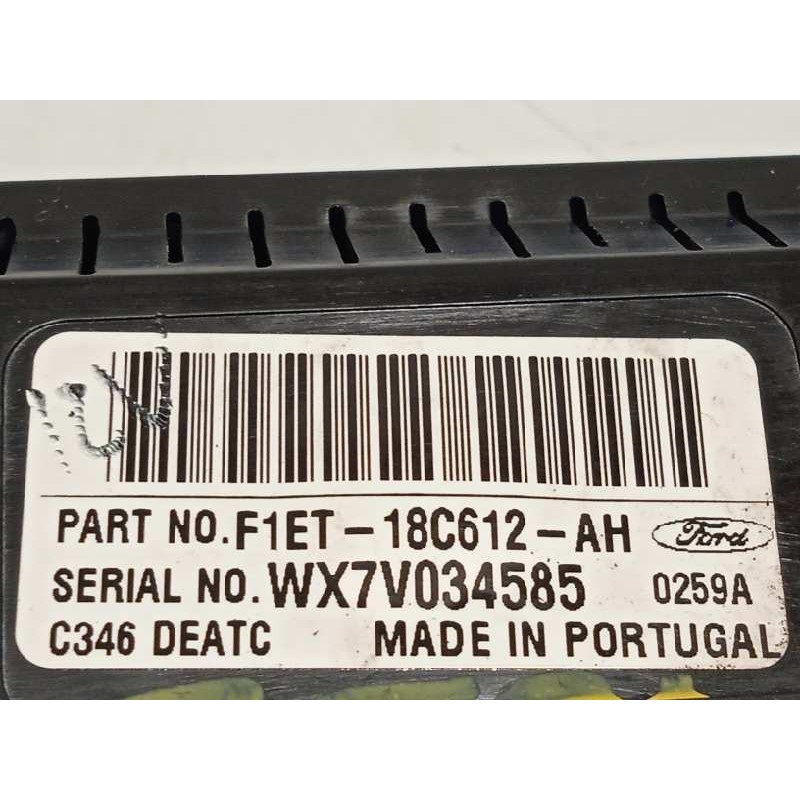 PART NO. F1ET-18C612-AH Ford
SERIAL NO. WX7V034585 0259A
C346 DEATC MADE IN PORTUGAL